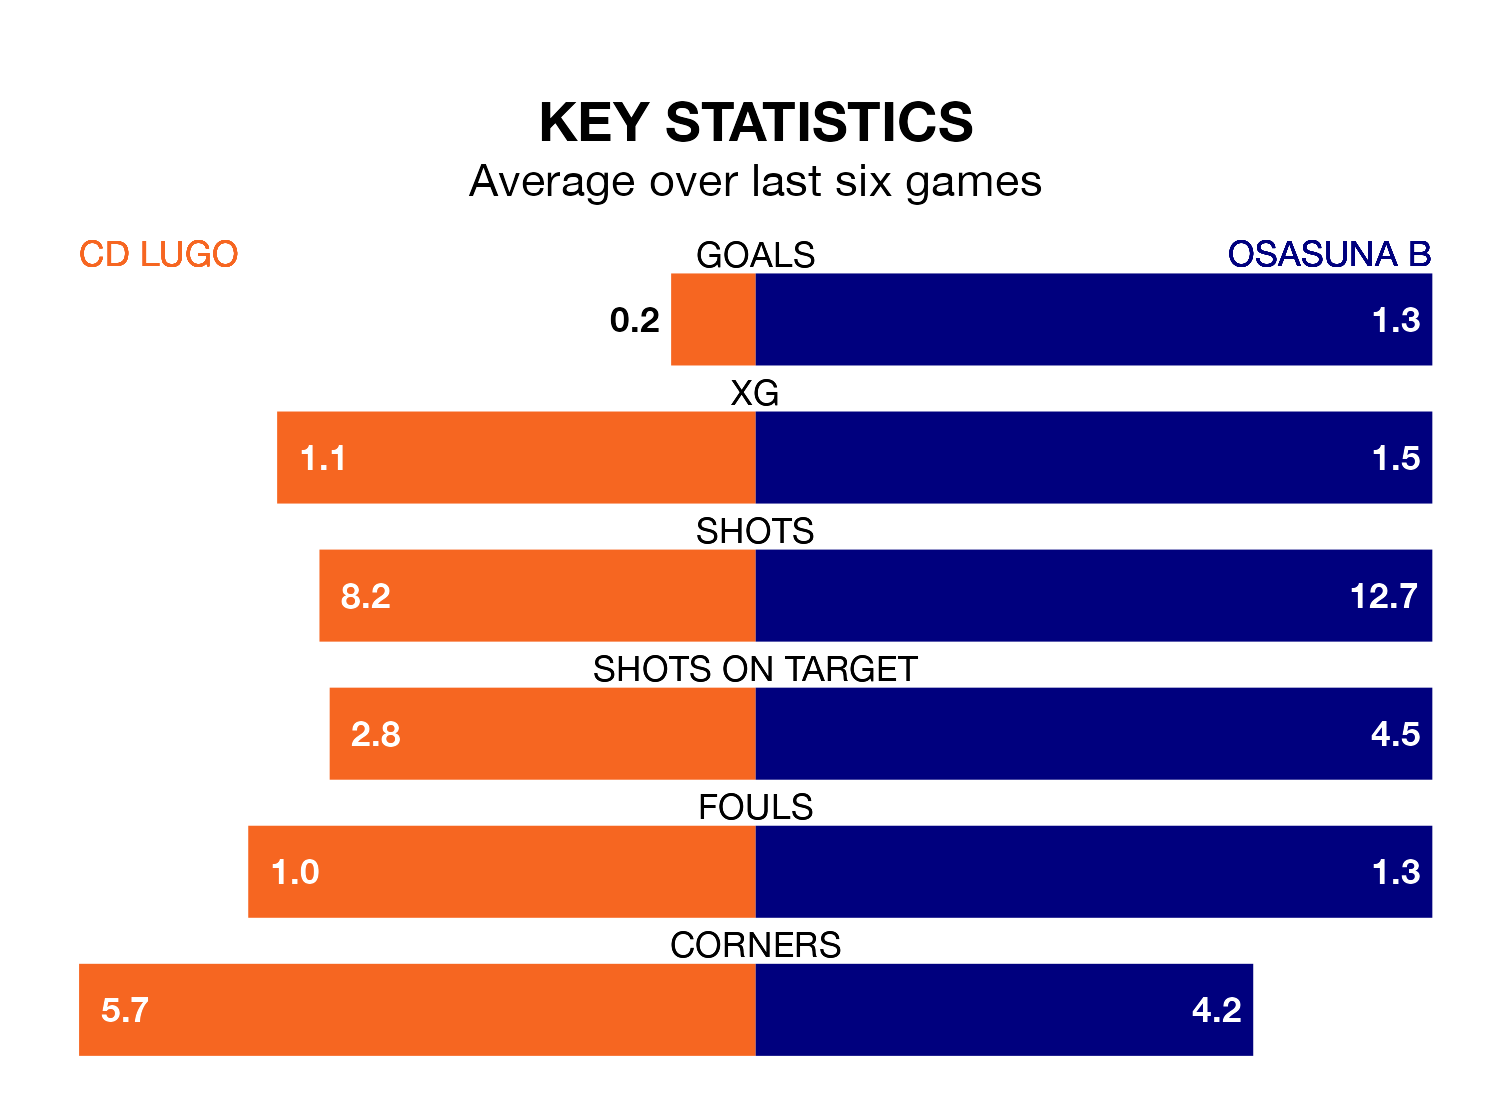 KEY STATISTICS
Average over last six games
CD LUGO GOALS OSASUNA B
0.2 1.3
XG
1.1 1.5
SHOTS
8.2 12.7
SHOTS ON TARGET
2.8 4.5
FOULS
1.0 1.3
CORNERS
5.7 4.2